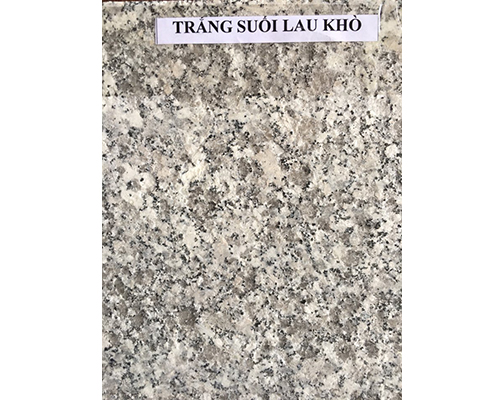 TRẮNG SUỐI LAU KHÒ